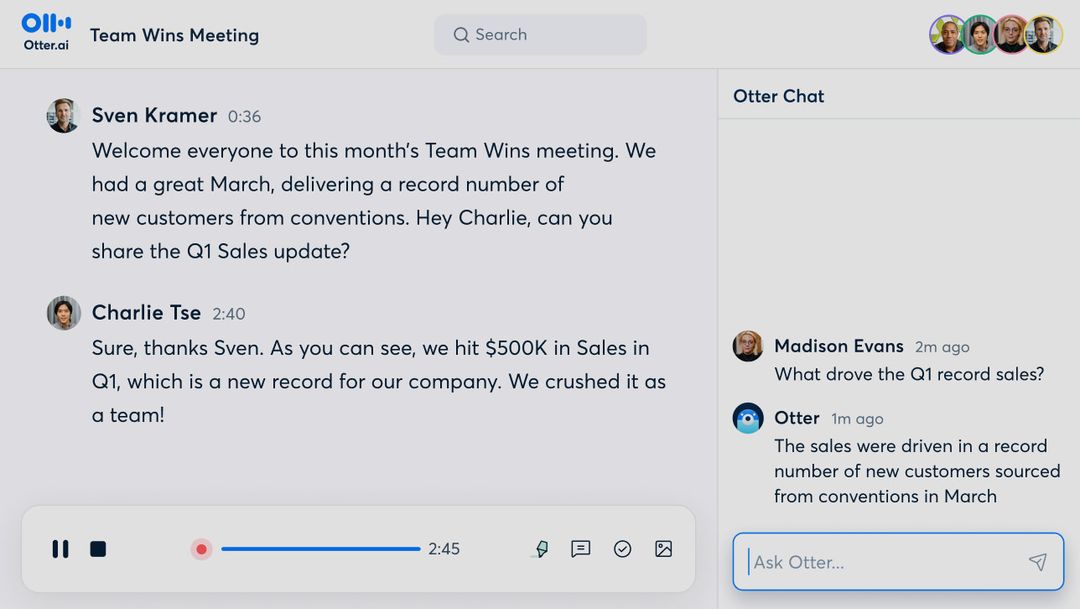 Otter.ai
Team Wins Meeting
Search
Sven Kramer 0:36
Welcome everyone to this month's Team Wins meeting. We
had a great March, delivering a record number of
new customers from conventions. Hey Charlie, can you
share the Q1 Sales update?
Charlie Tse 2:40
Sure, thanks Sven. As you can see, we hit $500K in Sales in
Q1, which is a new record for our company. We crushed it as
a team!
2:45
Otter Chat
Madison Evans 2m ago
What drove the Q1 record sales?
Otter 1m ago
The sales were driven in a record
number of new customers sourced
from conventions in March
Ask Otter...